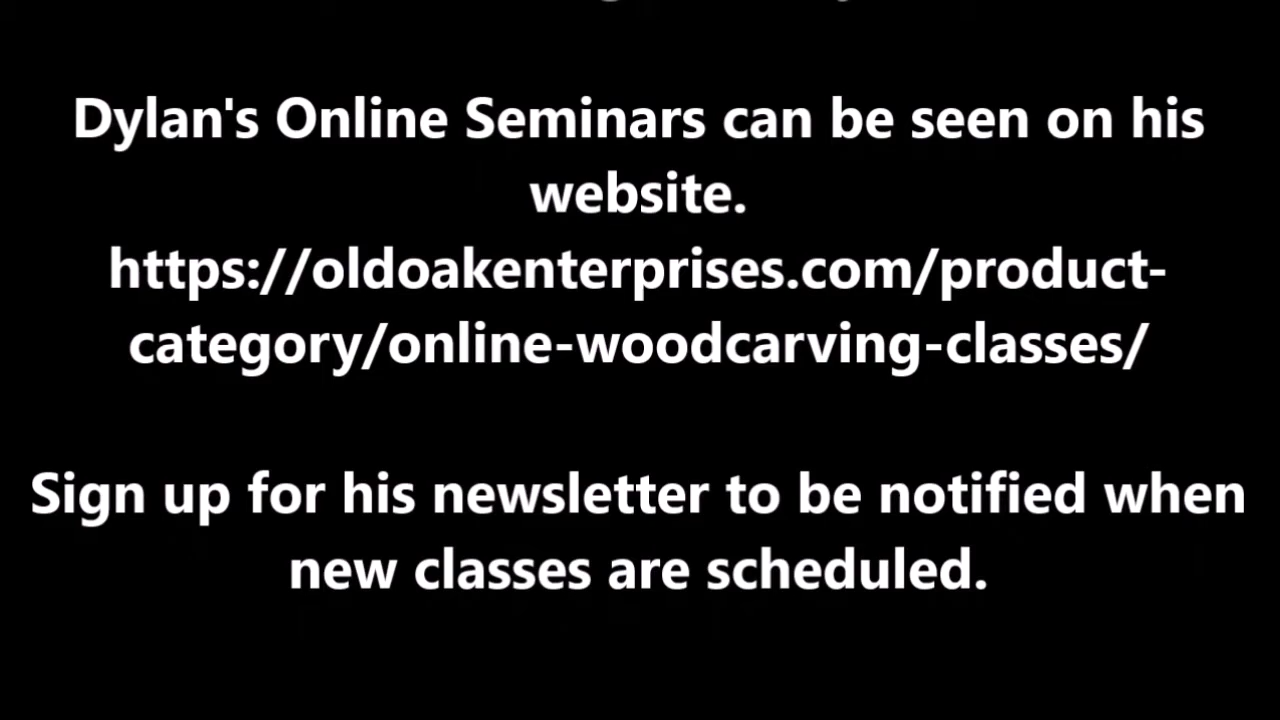 Dylan's Online Seminars can be seen on his
website.
https://oldoakenterprises.com/product-
category/online-woodcarving-classes/
Sign up for his newsletter to be notified when
new classes are scheduled.